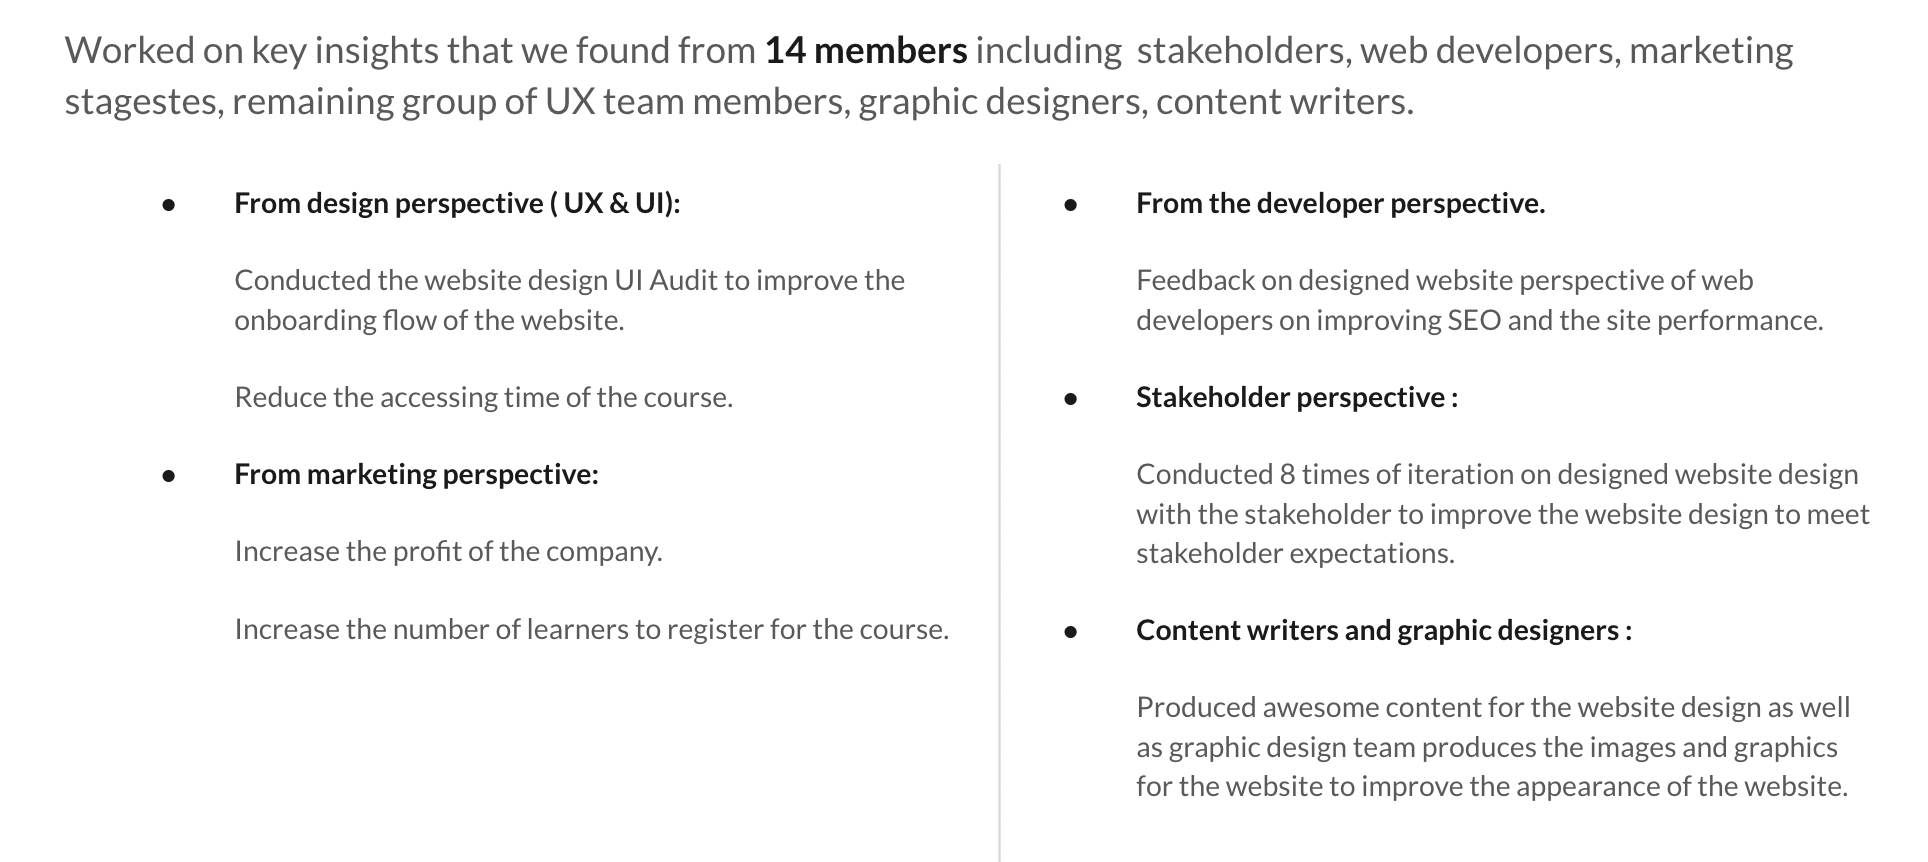 Worked on key insights that we found from 14 members including  stakeholders, web developers, marketing
stagestes, remaining group of UX team members, graphic designers, content writers.
● From design perspective ( UX & UI):
Conducted the website design UI Audit to improve the
onboarding flow of the website.
Reduce the accessing time of the course.
● From marketing perspective:
Increase the profit of the company.
Increase the number of learners to register for the course.
● From the developer perspective.
Feedback on designed website perspective of web
developers on improving SEO and the site performance.
● Stakeholder perspective :
Conducted 8 times of iteration on designed website design
with the stakeholder to improve the website design to meet
stakeholder expectations.
● Content writers and graphic designers :
Produced awesome content for the website design as well
as graphic design team produces the images and graphics
for the website to improve the appearance of the website.